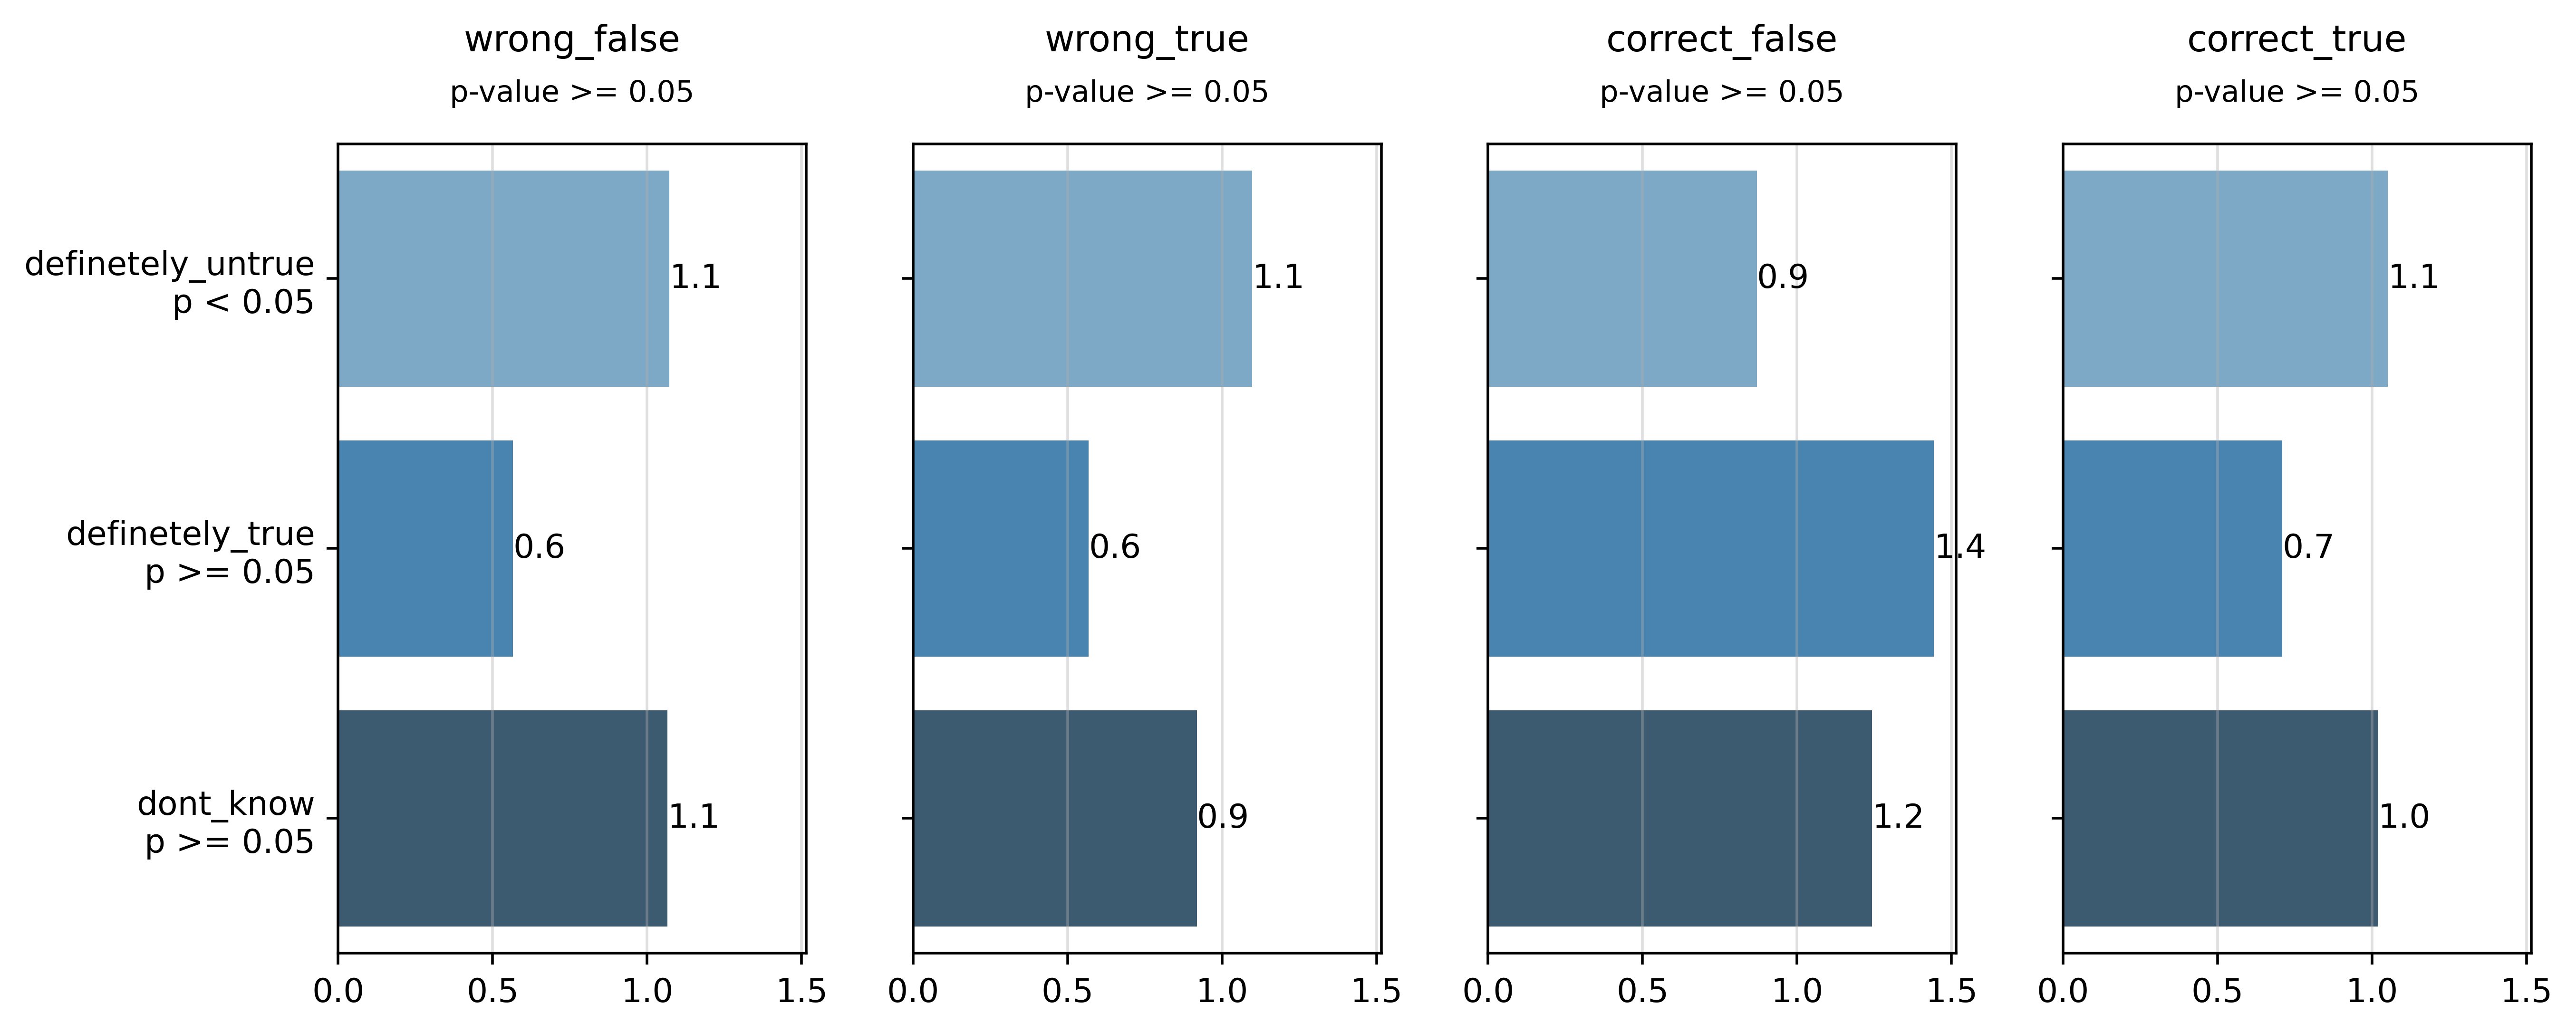 wrong_false
p-value >= 0.05
wrong_true
p-value >= 0.05
correct_false
p-value >= 0.05
correct_true
p-value >= 0.05
definetely_untrue
p < 0.05
1.1
1.1
0.9
1.1
definetely_true
p >= 0.05
0.6
0.6
1.4
0.7
dont_know
p >= 0.05
1.1
0.9
1.2
1.0
0.0 0.5 1.0 1.5
0.0 0.5 1.0 1.5
0.0 0.5 1.0 1.5
0.0 0.5 1.0 1.5